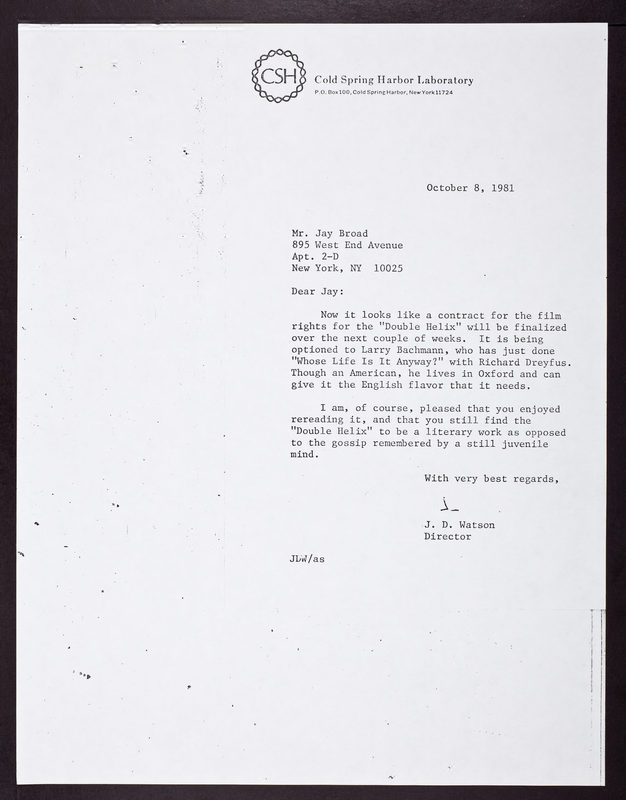 CSH
Cold Spring Harbor Laboratory
P.O. Box 100, Cold Spring Harbor, New York 11724
October 8, 1981
Mr. Jay Broad
895 West End Avenue
Apt. 2-D
New York, NY 10025
Dear Jay:
Now it looks like a contract for the film
rights for the "Double Helix" will be finalized
over the next couple of weeks. It is being
optioned to Larry Bachmann, who has just done
"Whose Life Is It Anyway?" with Richard Dreyfus.
Though an American, he lives in Oxford and can
give it the English flavor that it needs.
I am, of course, pleased that you enjoyed
rereading it, and that you still find the
"Double Helix" to be a literary work as opposed
to the gossip remembered by a still juvenile
mind.
With very best regards,
J. D. Watson
Director
JDW/as